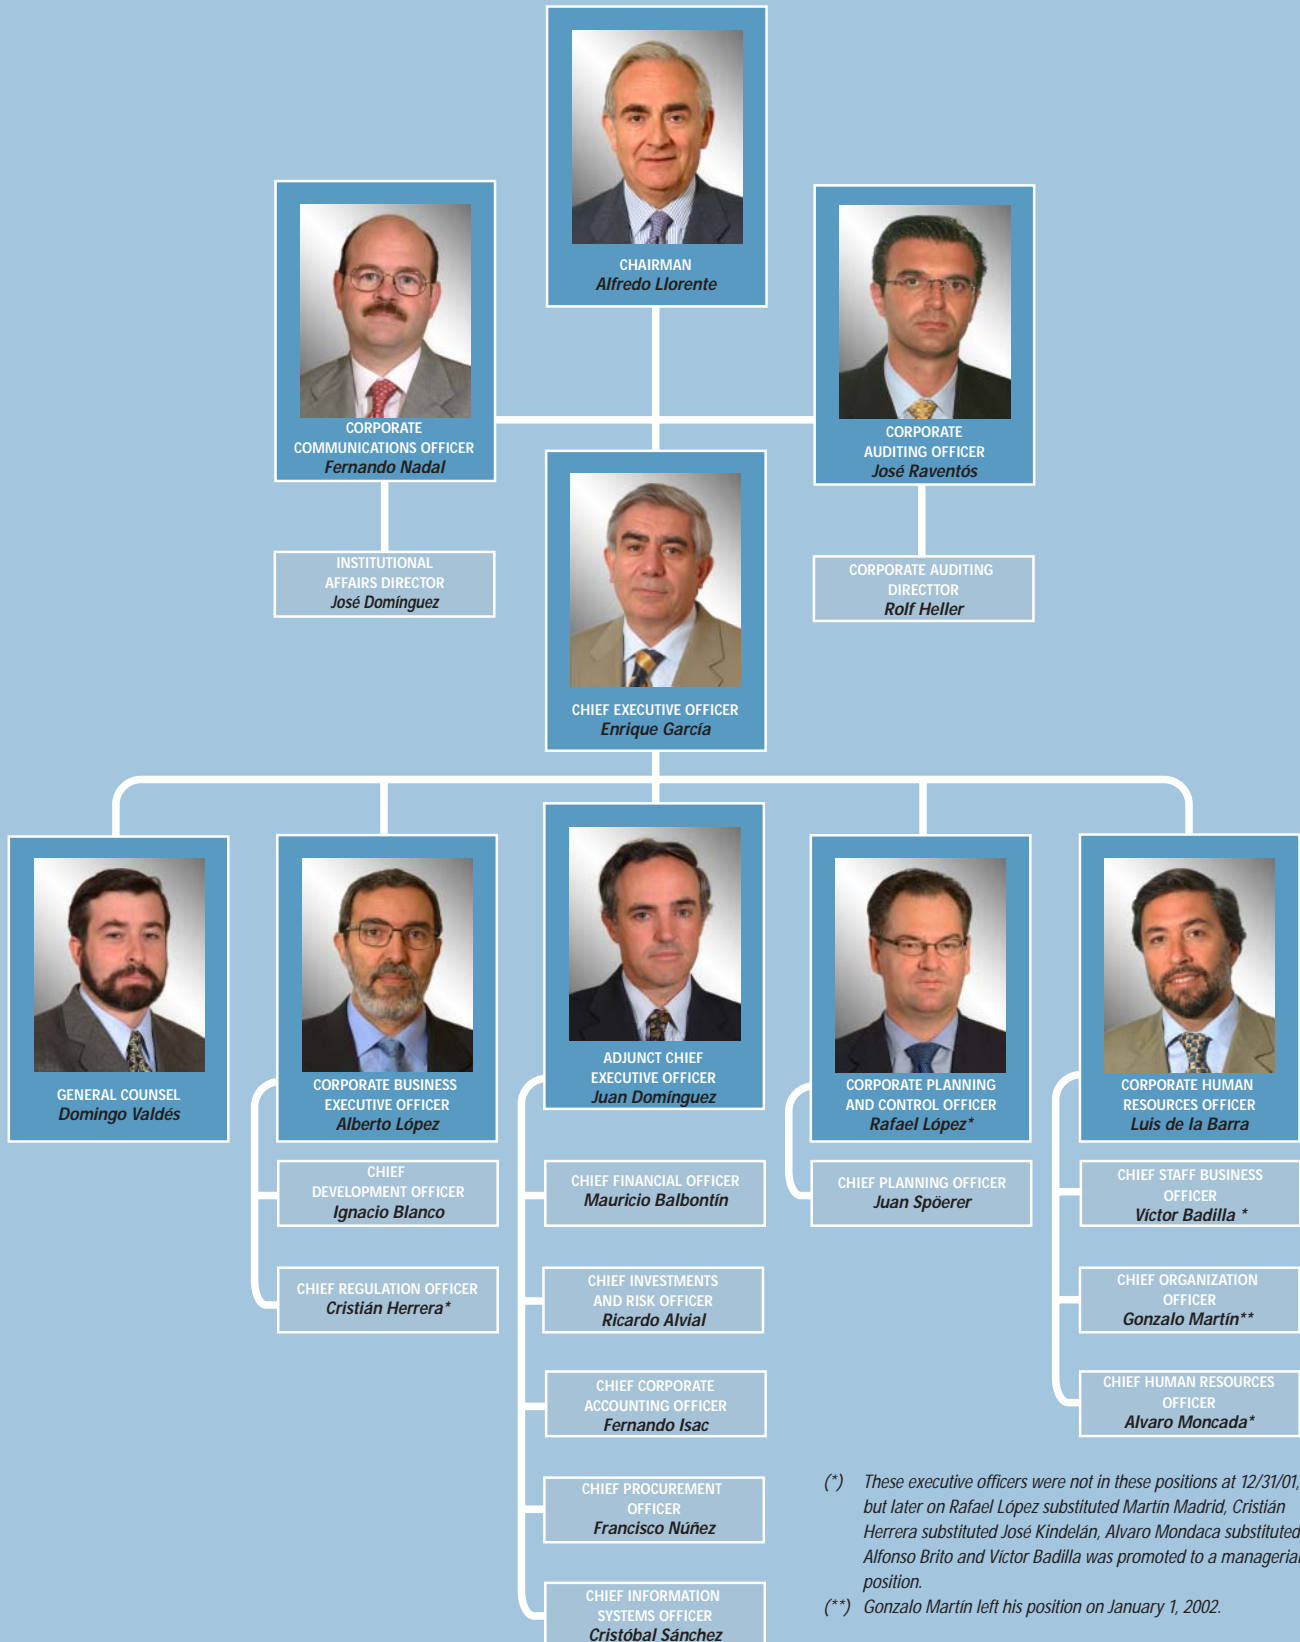 CHAIRMAN
Alfredo Llorente
CORPORATE
COMMUNICATIONS OFFICER
Fernando Nadal
CORPORATE
AUDITING OFFICER
José Raventós
INSTITUTIONAL
AFFAIRS DIRECTOR
José Domínguez
CORPORATE AUDITING
DIRECTTOR
Rolf Heller
CHIEF EXECUTIVE OFFICER
Enrique García
GENERAL COUNSEL
Domingo Valdés
CORPORATE BUSINESS
EXECUTIVE OFFICER
Alberto López
ADJUNCT CHIEF
EXECUTIVE OFFICER
Juan Domínguez
CORPORATE PLANNING
AND CONTROL OFFICER
Rafael López*
CORPORATE HUMAN
RESOURCES OFFICER
Luis de la Barra
CHIEF
DEVELOPMENT OFFICER
Ignacio Blanco
CHIEF REGULATION OFFICER
Cristián Herrera*
CHIEF FINANCIAL OFFICER
Mauricio Balbontín
CHIEF INVESTMENTS
AND RISK OFFICER
Ricardo Alvial
CHIEF CORPORATE
ACCOUNTING OFFICER
Fernando Isac
CHIEF PROCUREMENT
OFFICER
Francisco Núñez
CHIEF INFORMATION
SYSTEMS OFFICER
Cristóbal Sánchez
CHIEF PLANNING OFFICER
Juan Spöerer
CHIEF STAFF BUSINESS
OFFICER
Víctor Badilla *
CHIEF ORGANIZATION
OFFICER
Gonzalo Martín**
CHIEF HUMAN RESOURCES
OFFICER
Alvaro Moncada*
(*) These executive officers were not in these positions at 12/31/01,
but later on Rafael López substituted Martín Madrid, Cristián
Herrera substituted José Kindelán, Alvaro Mondaca substituted
Alfonso Brito and Víctor Badilla was promoted to a managerial
position.
(**) Gonzalo Martín left his position on January 1, 2002.